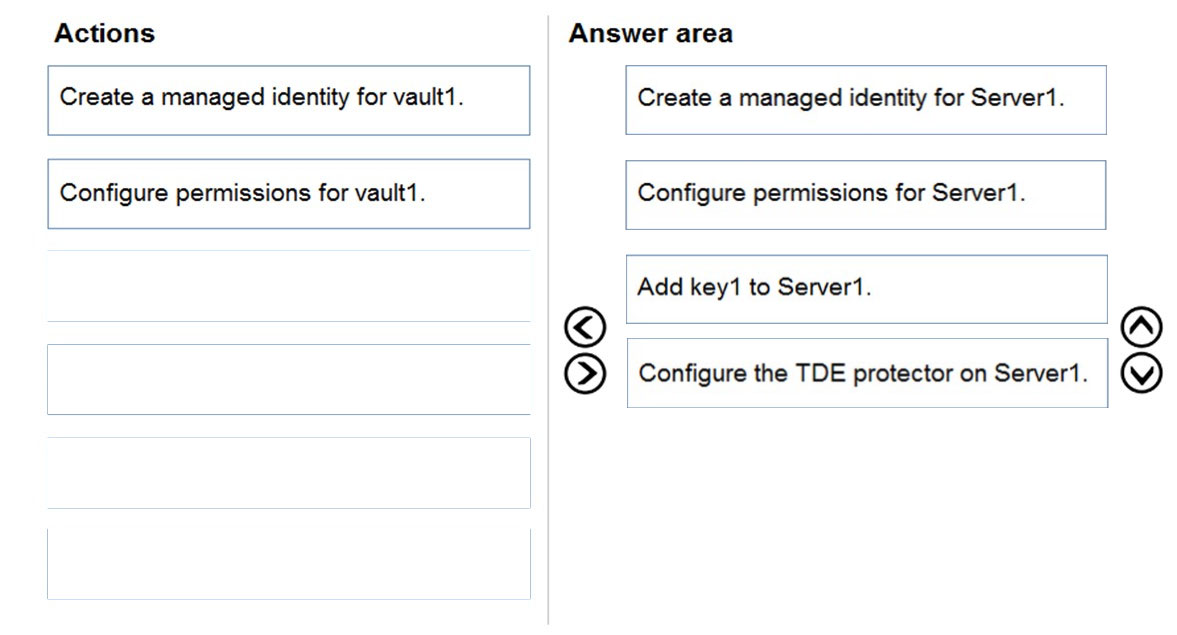 Actions
Create a managed identity for vault1.
Configure permissions for vault1.
Answer area
Create a managed identity for Server1.
Configure permissions for Server1.
Add key1 to Server1.
Configure the TDE protector on Server1.